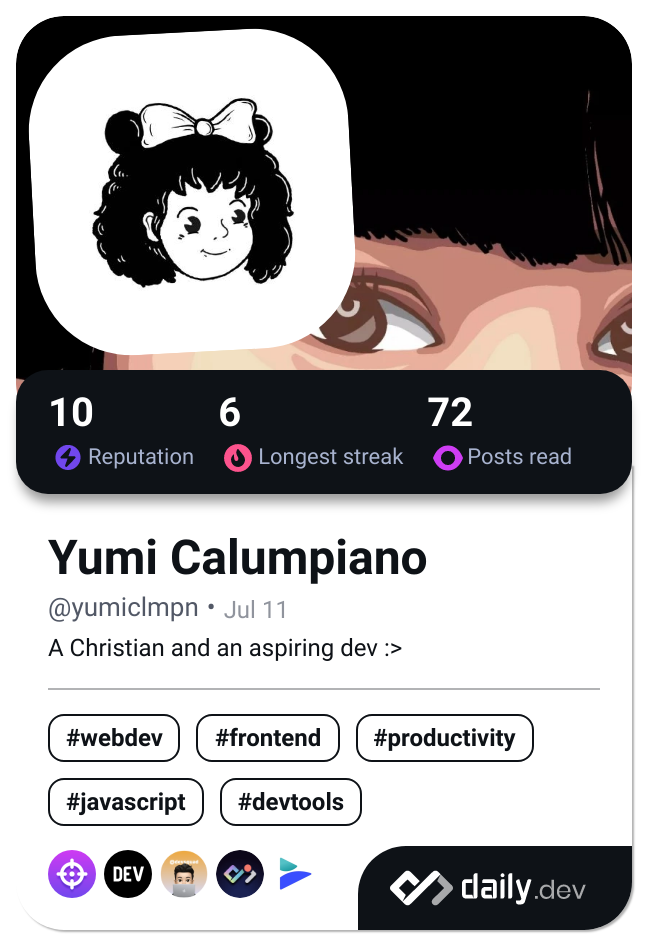 10 6 72
Reputation Longest streak Posts read
Yumi Calumpiano
@yumiclmpn • Jul 11
A Christian and an aspiring dev :>
#webdev #frontend #productivity
#javascript #devtools
DEV
daily.dev